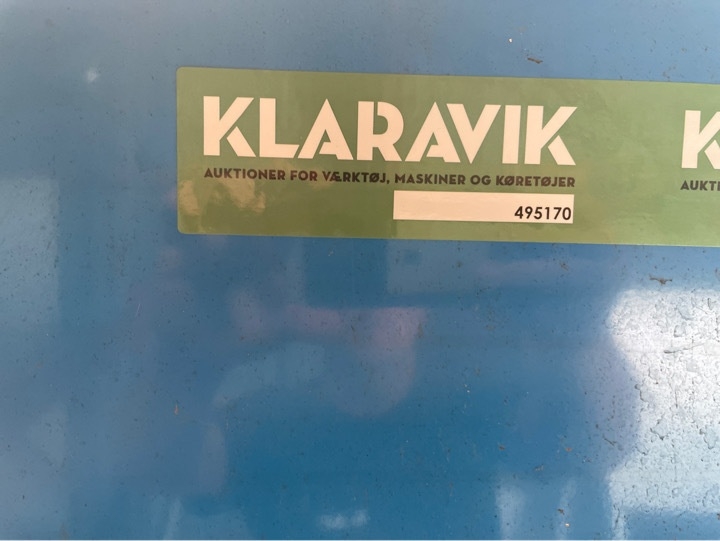 KLARAVIK
AUKTIONER FOR VÆRKTØJ, MASKINER OG KØRETØJER
495170